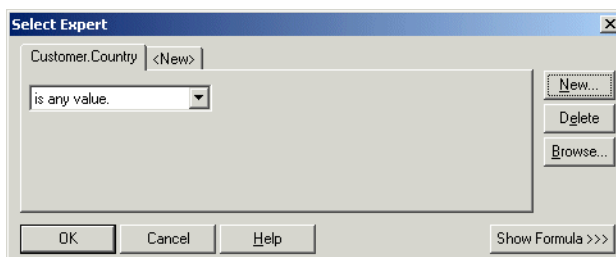 Select Expert
Customer.Country <New>
is any value.
New...
Delete
Browse...
OK Cancel Help Show Formula >>>